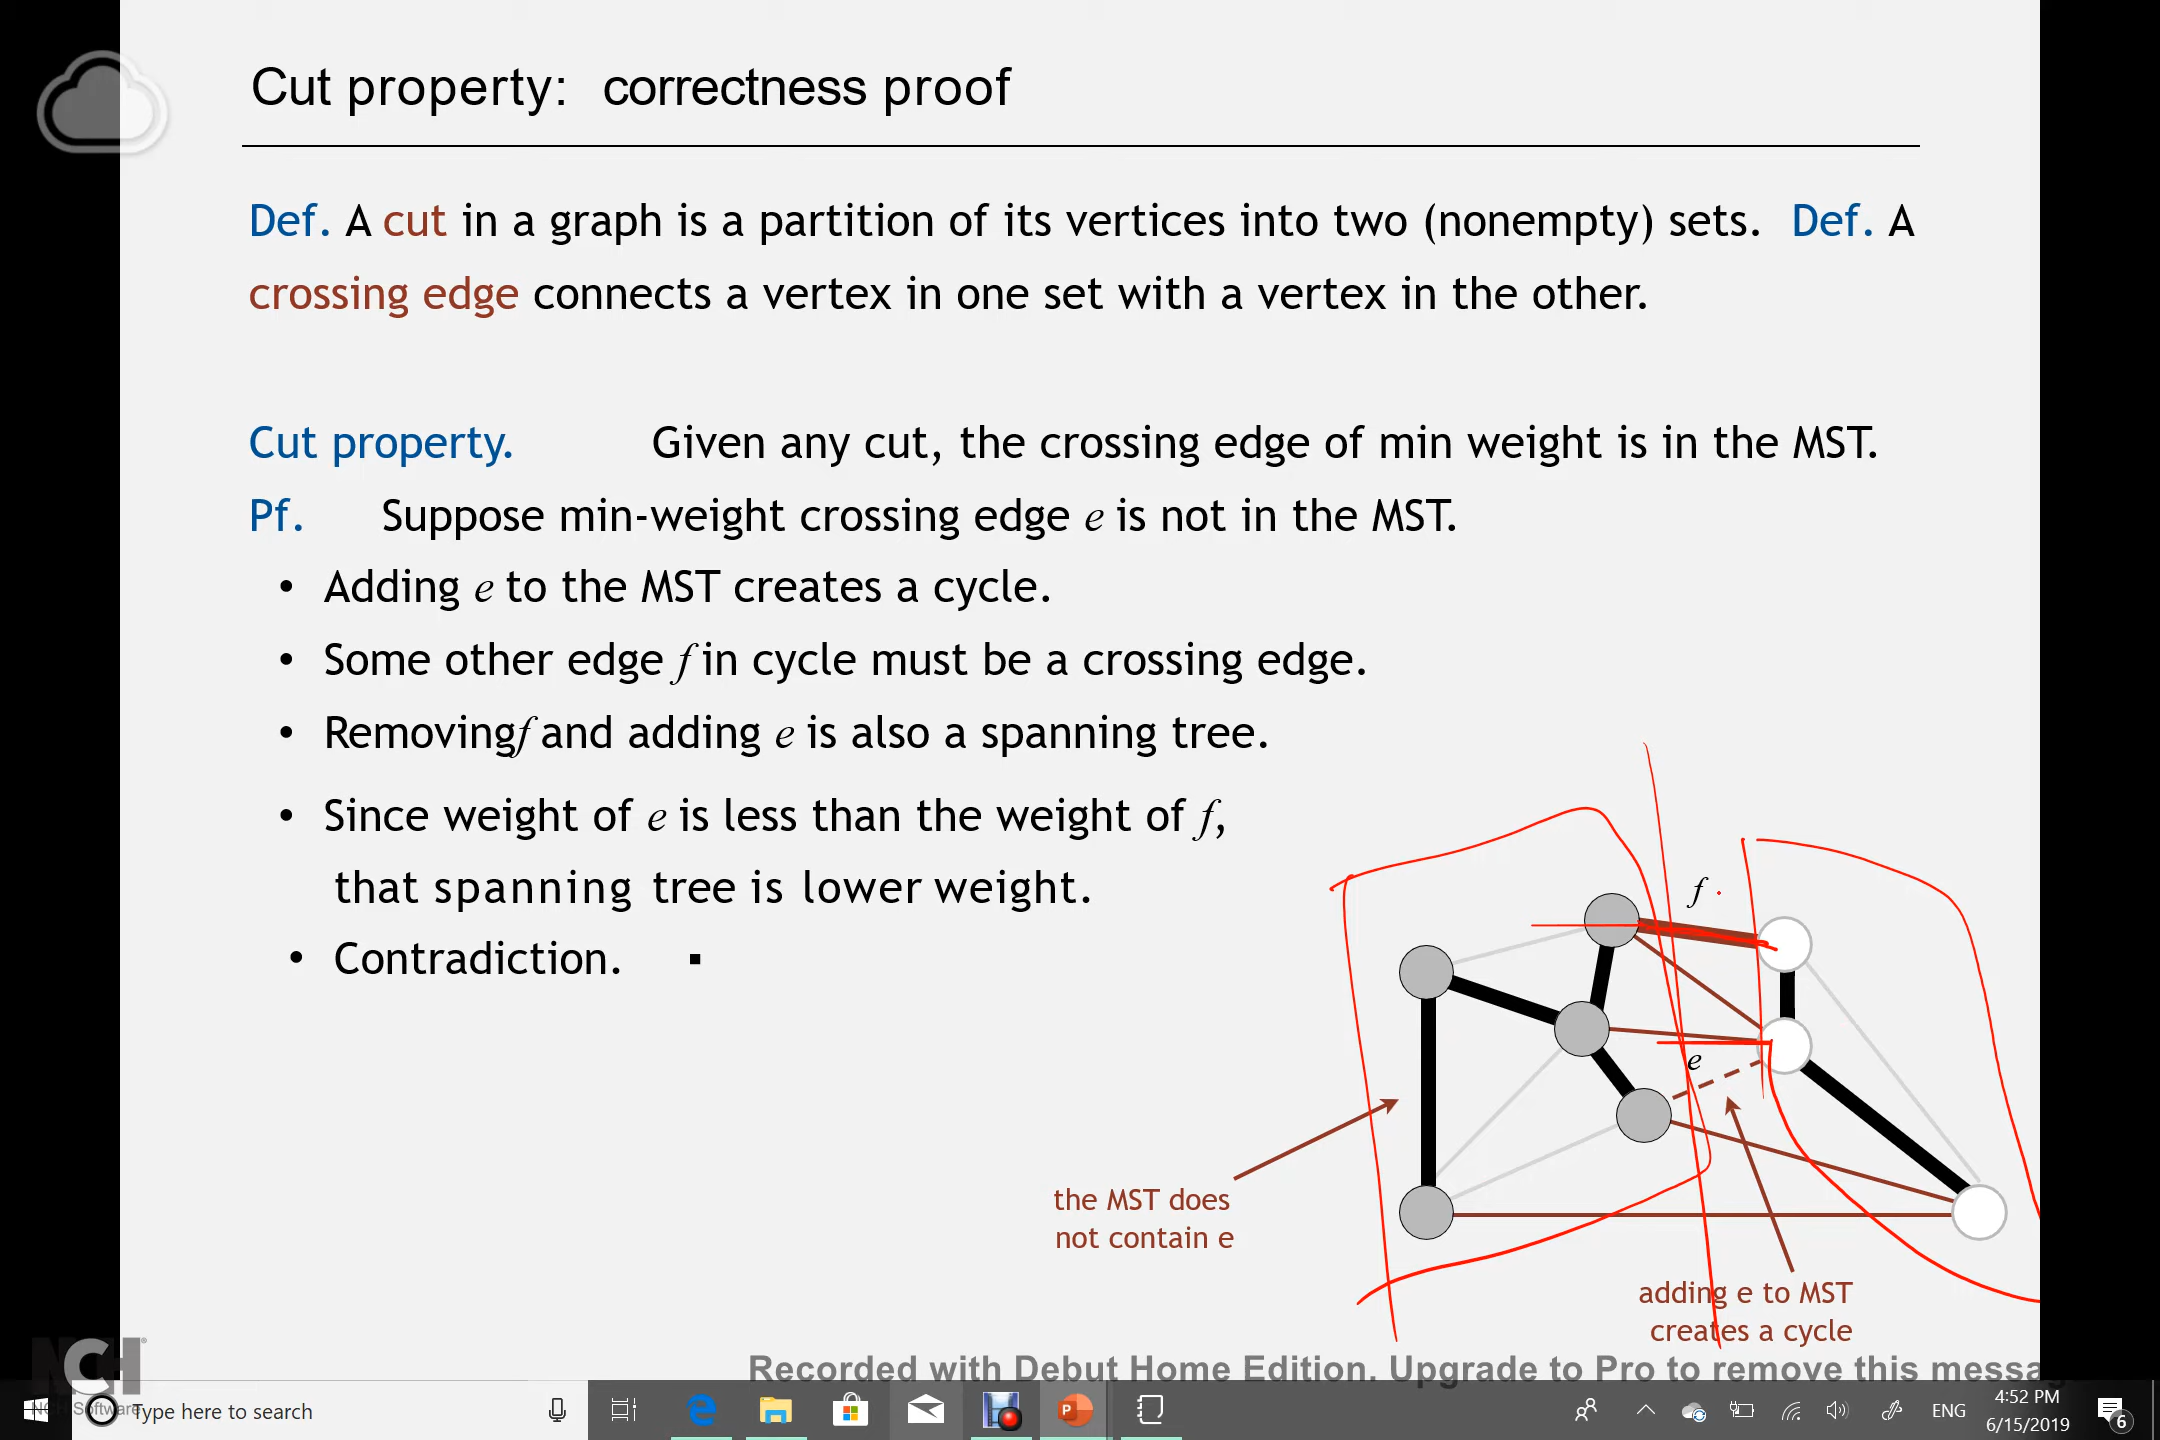 Cut property: correctness proof
Def. A cut in a graph is a partition of its vertices into two (nonempty) sets. Def. A
crossing edge connects a vertex in one set with a vertex in the other.
Cut property. Given any cut, the crossing edge of min weight is in the MST.
Pf. Suppose min-weight crossing edge e is not in the MST.
• Adding e to the MST creates a cycle.
• Some other edge f in cycle must be a crossing edge.
• Removing f and adding e is also a spanning tree.
• Since weight of e is less than the weight of f,
that spanning tree is lower weight.
• Contradiction. ▪
f
e
the MST does
not contain e
adding e to MST
creates a cycle
NCH
NCH Software
Recorded with Debut Home Edition. Upgrade to Pro to remove this messa
Type here to search
ENG
4:52 PM
6/15/2019
6